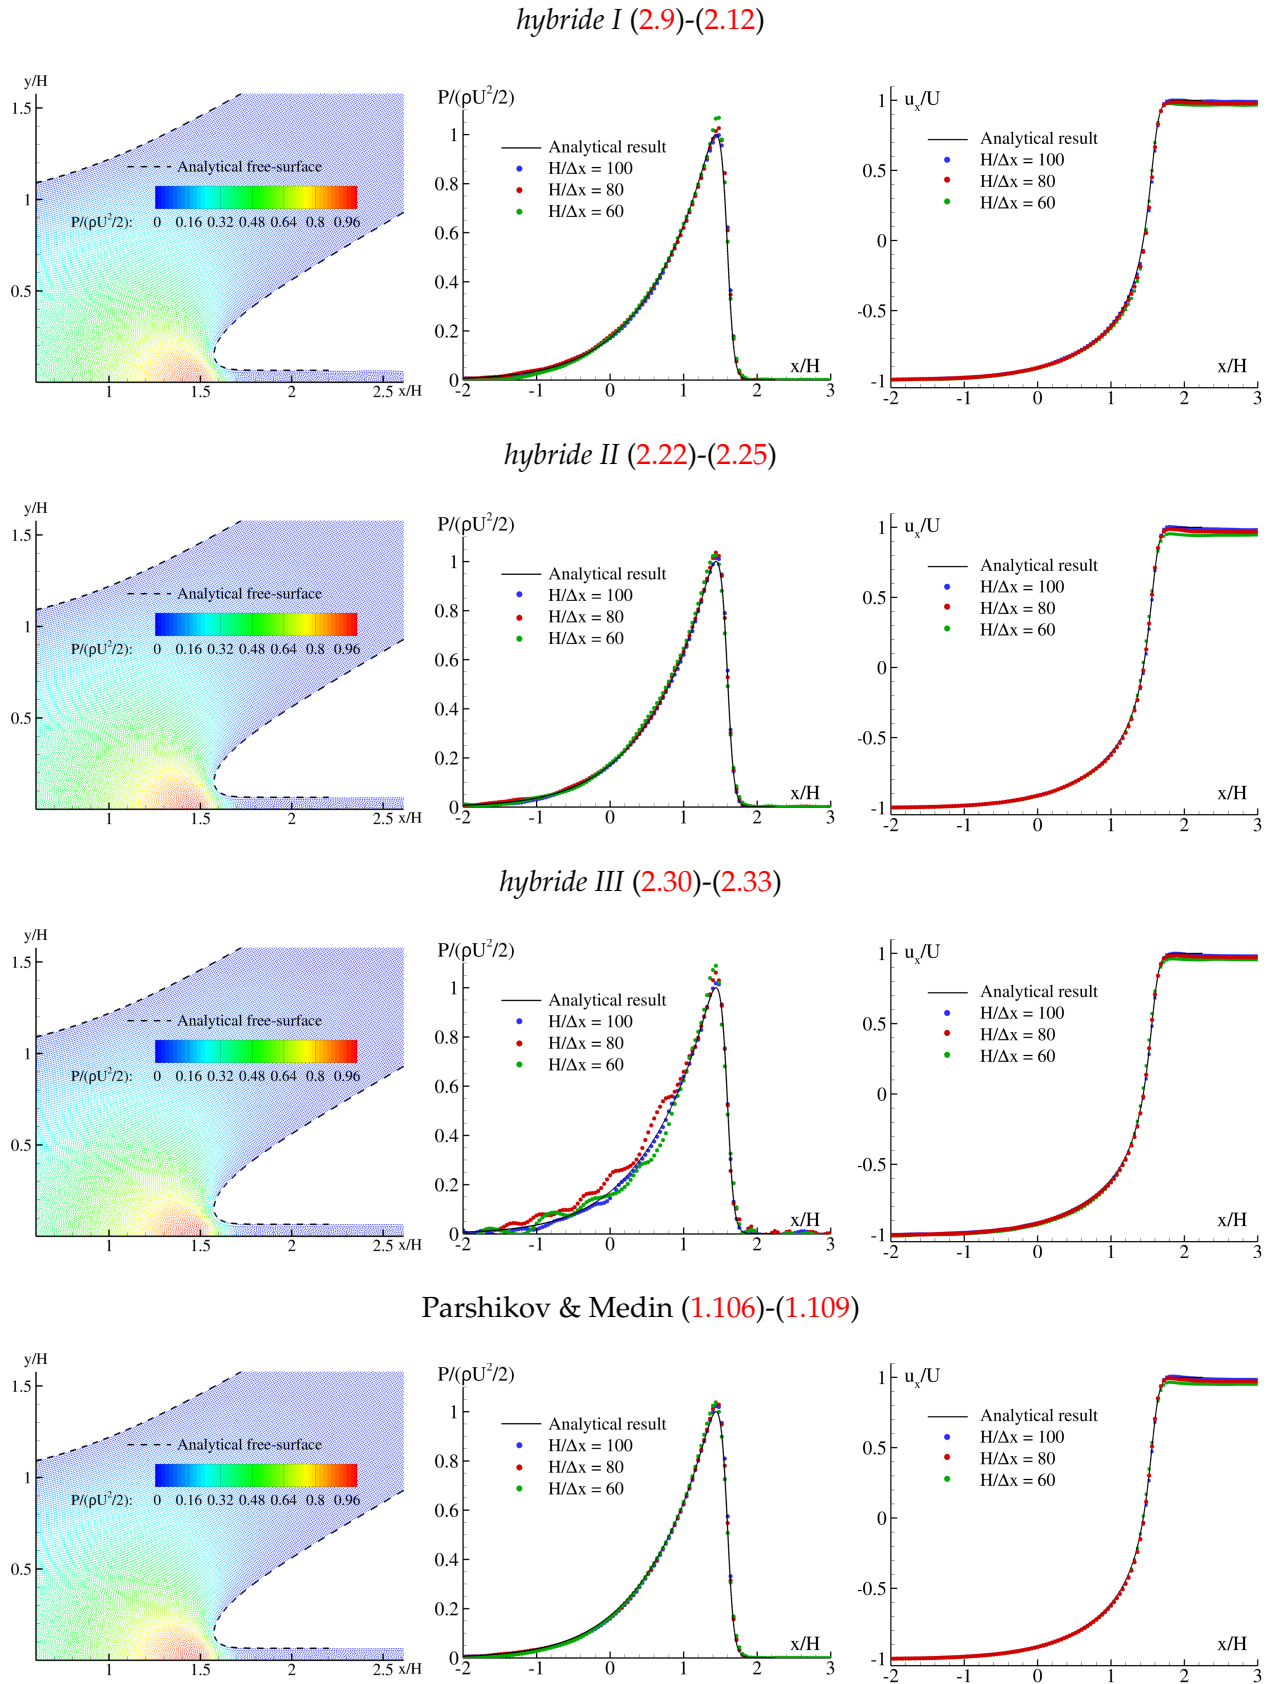 hybride I (2.9)-(2.12)
y/H
1.5
1
0.5
Analytical free-surface
P/(ρU²/2): 0 0.16 0.32 0.48 0.64 0.8 0.96
1 1.5 2 2.5 x/H
P/(ρU²/2)
1
0.8
0.6
0.4
0.2
0
Analytical result
H/Δx = 100
H/Δx = 80
H/Δx = 60
x/H
-2 -1 0 1 2 3
uₓ/U
1
0.5
0
-0.5
-1
Analytical result
H/Δx = 100
H/Δx = 80
H/Δx = 60
x/H
-2 -1 0 1 2 3
hybride II (2.22)-(2.25)
y/H
1.5
1
0.5
Analytical free-surface
P/(ρU²/2): 0 0.16 0.32 0.48 0.64 0.8 0.96
1 1.5 2 2.5 x/H
P/(ρU²/2)
1
0.8
0.6
0.4
0.2
0
Analytical result
H/Δx = 100
H/Δx = 80
H/Δx = 60
x/H
-2 -1 0 1 2 3
uₓ/U
1
0.5
0
-0.5
-1
Analytical result
H/Δx = 100
H/Δx = 80
H/Δx = 60
x/H
-2 -1 0 1 2 3
hybride III (2.30)-(2.33)
y/H
1.5
1
0.5
Analytical free-surface
P/(ρU²/2): 0 0.16 0.32 0.48 0.64 0.8 0.96
1 1.5 2 2.5 x/H
P/(ρU²/2)
1
0.8
0.6
0.4
0.2
0
Analytical result
H/Δx = 100
H/Δx = 80
H/Δx = 60
x/H
-2 -1 0 1 2 3
uₓ/U
1
0.5
0
-0.5
-1
Analytical result
H/Δx = 100
H/Δx = 80
H/Δx = 60
x/H
-2 -1 0 1 2 3
Parshikov & Medin (1.106)-(1.109)
y/H
1.5
1
0.5
Analytical free-surface
P/(ρU²/2): 0 0.16 0.32 0.48 0.64 0.8 0.96
1 1.5 2 2.5 x/H
P/(ρU²/2)
1
0.8
0.6
0.4
0.2
0
Analytical result
H/Δx = 100
H/Δx = 80
H/Δx = 60
x/H
-2 -1 0 1 2 3
uₓ/U
1
0.5
0
-0.5
-1
Analytical result
H/Δx = 100
H/Δx = 80
H/Δx = 60
x/H
-2 -1 0 1 2 3